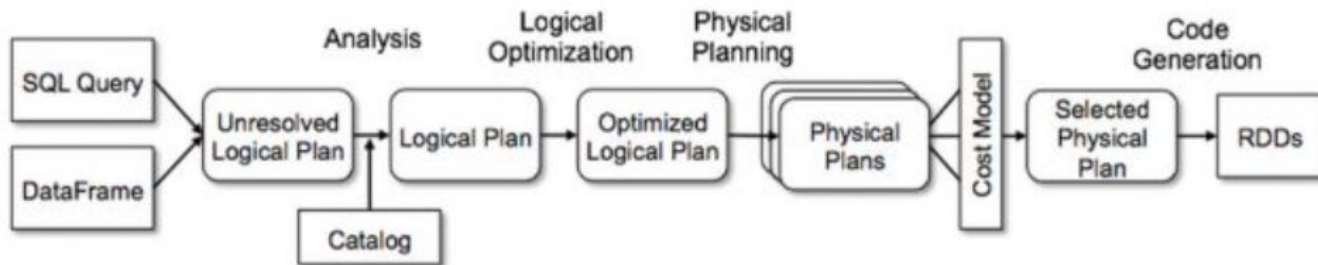 SQL Query
DataFrame
Unresolved
Logical Plan
Analysis
Catalog
Logical Plan
Logical
Optimization
Optimized
Logical Plan
Physical
Planning
Physical
Plans
Cost Model
Selected
Physical
Plan
Code
Generation
RDDs